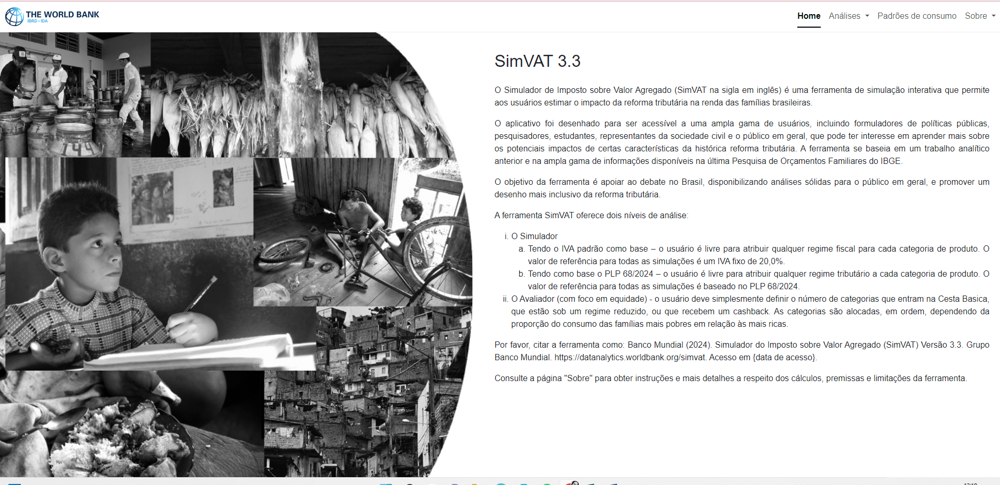 THE WORLD BANK
IBRD • IDA
Home Análises Padrões de consumo Sobre
SimVAT 3.3
O Simulador de Imposto sobre Valor Agregado (SimVAT na sigla em inglês) é uma ferramenta de simulação interativa que permite
aos usuários estimar o impacto da reforma tributária na renda das famílias brasileiras.
O aplicativo foi desenhado para ser acessível a uma ampla gama de usuários, incluindo formuladores de políticas públicas,
pesquisadores, estudantes, representantes da sociedade civil e o público em geral, que pode ter interesse em aprender mais sobre
os potenciais impactos de certas características da histórica reforma tributária. A ferramenta se baseia em um trabalho analítico
anterior e na ampla gama de informações disponíveis na última Pesquisa de Orçamentos Familiares do IBGE.
O objetivo da ferramenta é apoiar ao debate no Brasil, disponibilizando análises sólidas para o público em geral, e promover um
desenho mais inclusivo da reforma tributária.
A ferramenta SimVAT oferece dois níveis de análise:
i. O Simulador
a. Tendo o IVA padrão como base – o usuário é livre para atribuir qualquer regime fiscal para cada categoria de produto. O
valor de referência para todas as simulações é um IVA fixo de 20,0%.
b. Tendo como base o PLP 68/2024 – o usuário é livre para atribuir qualquer regime tributário a cada categoria de produto. O
valor de referência para todas as simulações é baseado no PLP 68/2024.
ii. O Avaliador (com foco em equidade) - o usuário deve simplesmente definir o número de categorias que entram na Cesta Basica,
que estão sob um regime reduzido, ou que recebem um cashback. As categorias são alocadas, em ordem, dependendo da
proporção do consumo das famílias mais pobres em relação às mais ricas.
Por favor, citar a ferramenta como: Banco Mundial (2024). Simulador do Imposto sobre Valor Agregado (SimVAT) Versão 3.3. Grupo
Banco Mundial. https://datanalytics.worldbank.org/simvat. Acesso em {data de acesso}.
Consulte a página "Sobre" para obter instruções e mais detalhes a respeito dos cálculos, premissas e limitações da ferramenta.